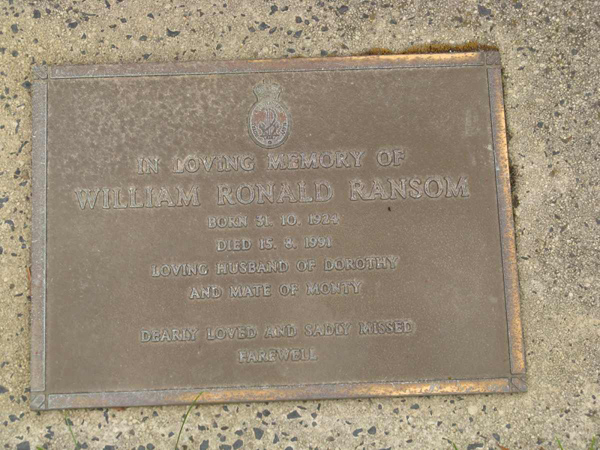 IN LOVING MEMORY OF
WILLIAM RONALD RANSOM
BORN 31. 10. 1924
DIED 15. 8. 1991
LOVING HUSBAND OF DOROTHY
AND MATE OF MONTY
DEARLY LOVED AND SADLY MISSED
FAREWELL